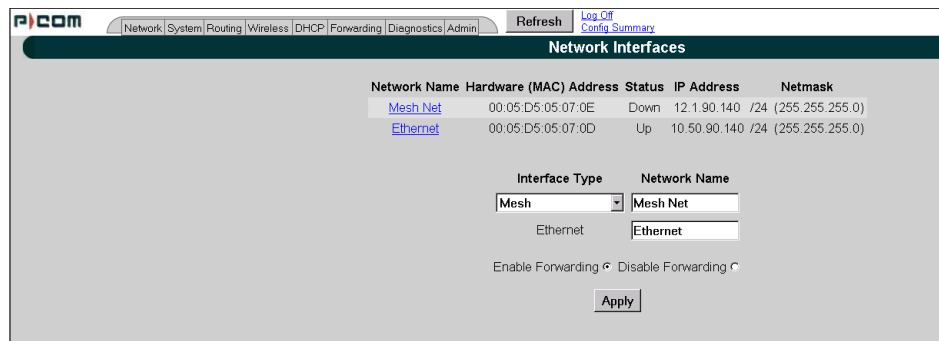 P)COM
Network System Routing Wireless DHCP Forwarding Diagnostics Admin
Refresh
Log Off
Config Summary
Network Interfaces
Network Name Hardware (MAC) Address Status IP Address Netmask
Mesh Net 00:05:D5:05:07:0E Down 12.1.90.140 /24 (255.255.255.0)
Ethernet 00:05:D5:05:07:0D Up 10.50.90.140 /24 (255.255.255.0)
Interface Type Network Name
Mesh Mesh Net
Ethernet Ethernet
Enable Forwarding Disable Forwarding
Apply